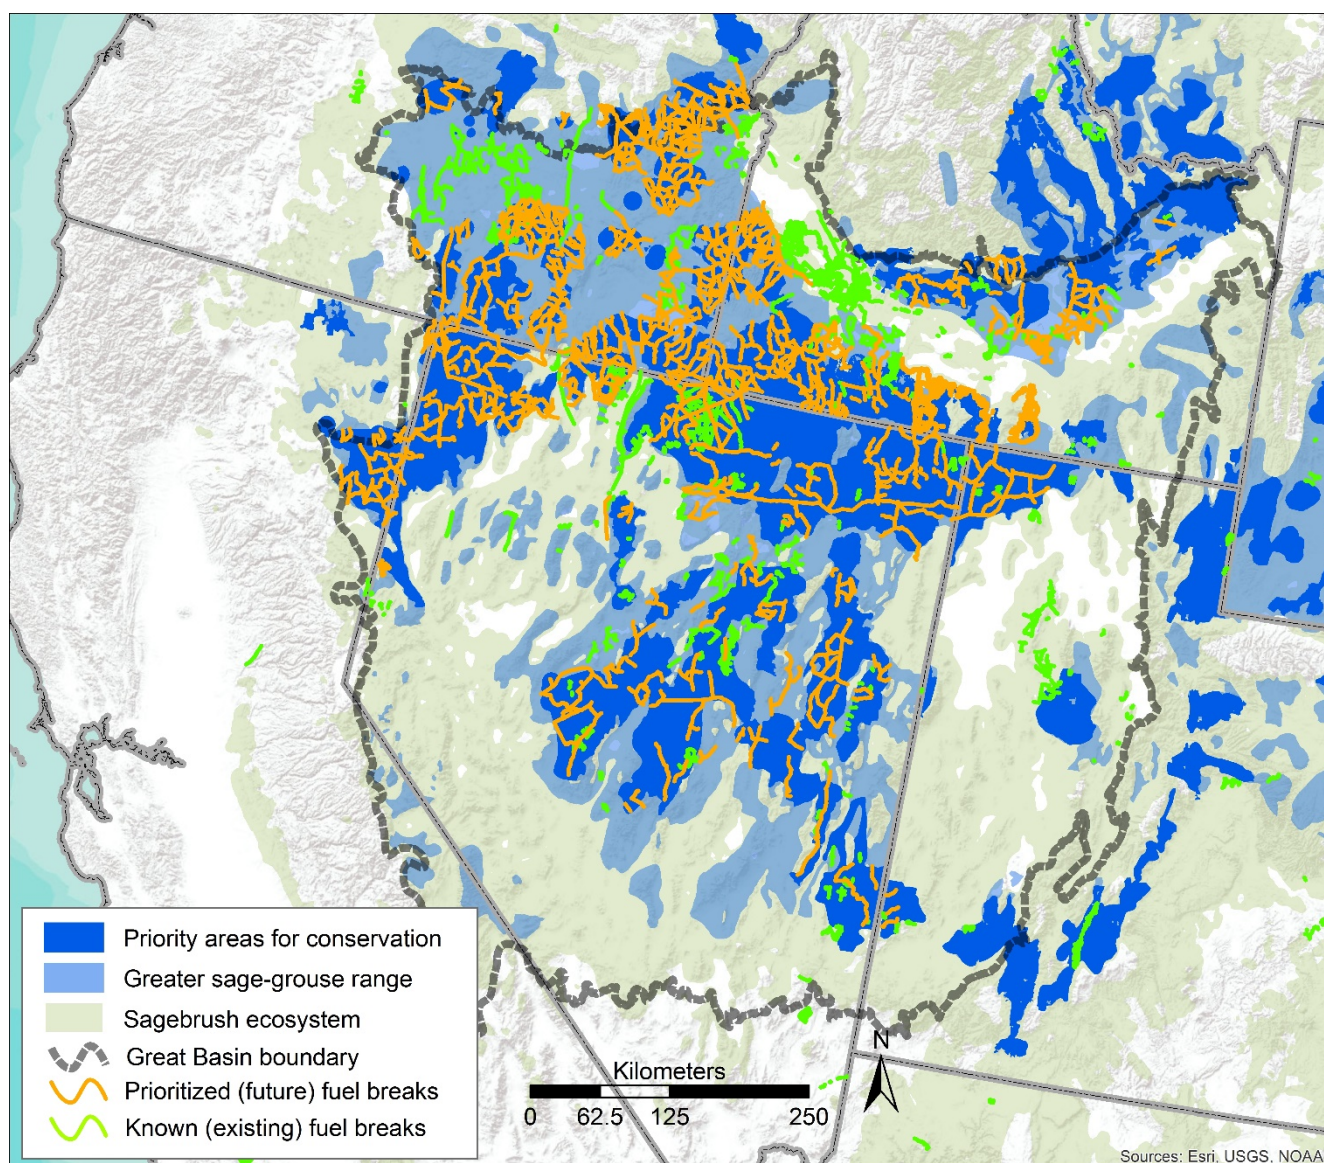 Priority areas for conservation
Greater sage-grouse range
Sagebrush ecosystem
Great Basin boundary
Prioritized (future) fuel breaks
Known (existing) fuel breaks
Kilometers
0 62.5 125 250
N
Sources: Esri, USGS, NOAA